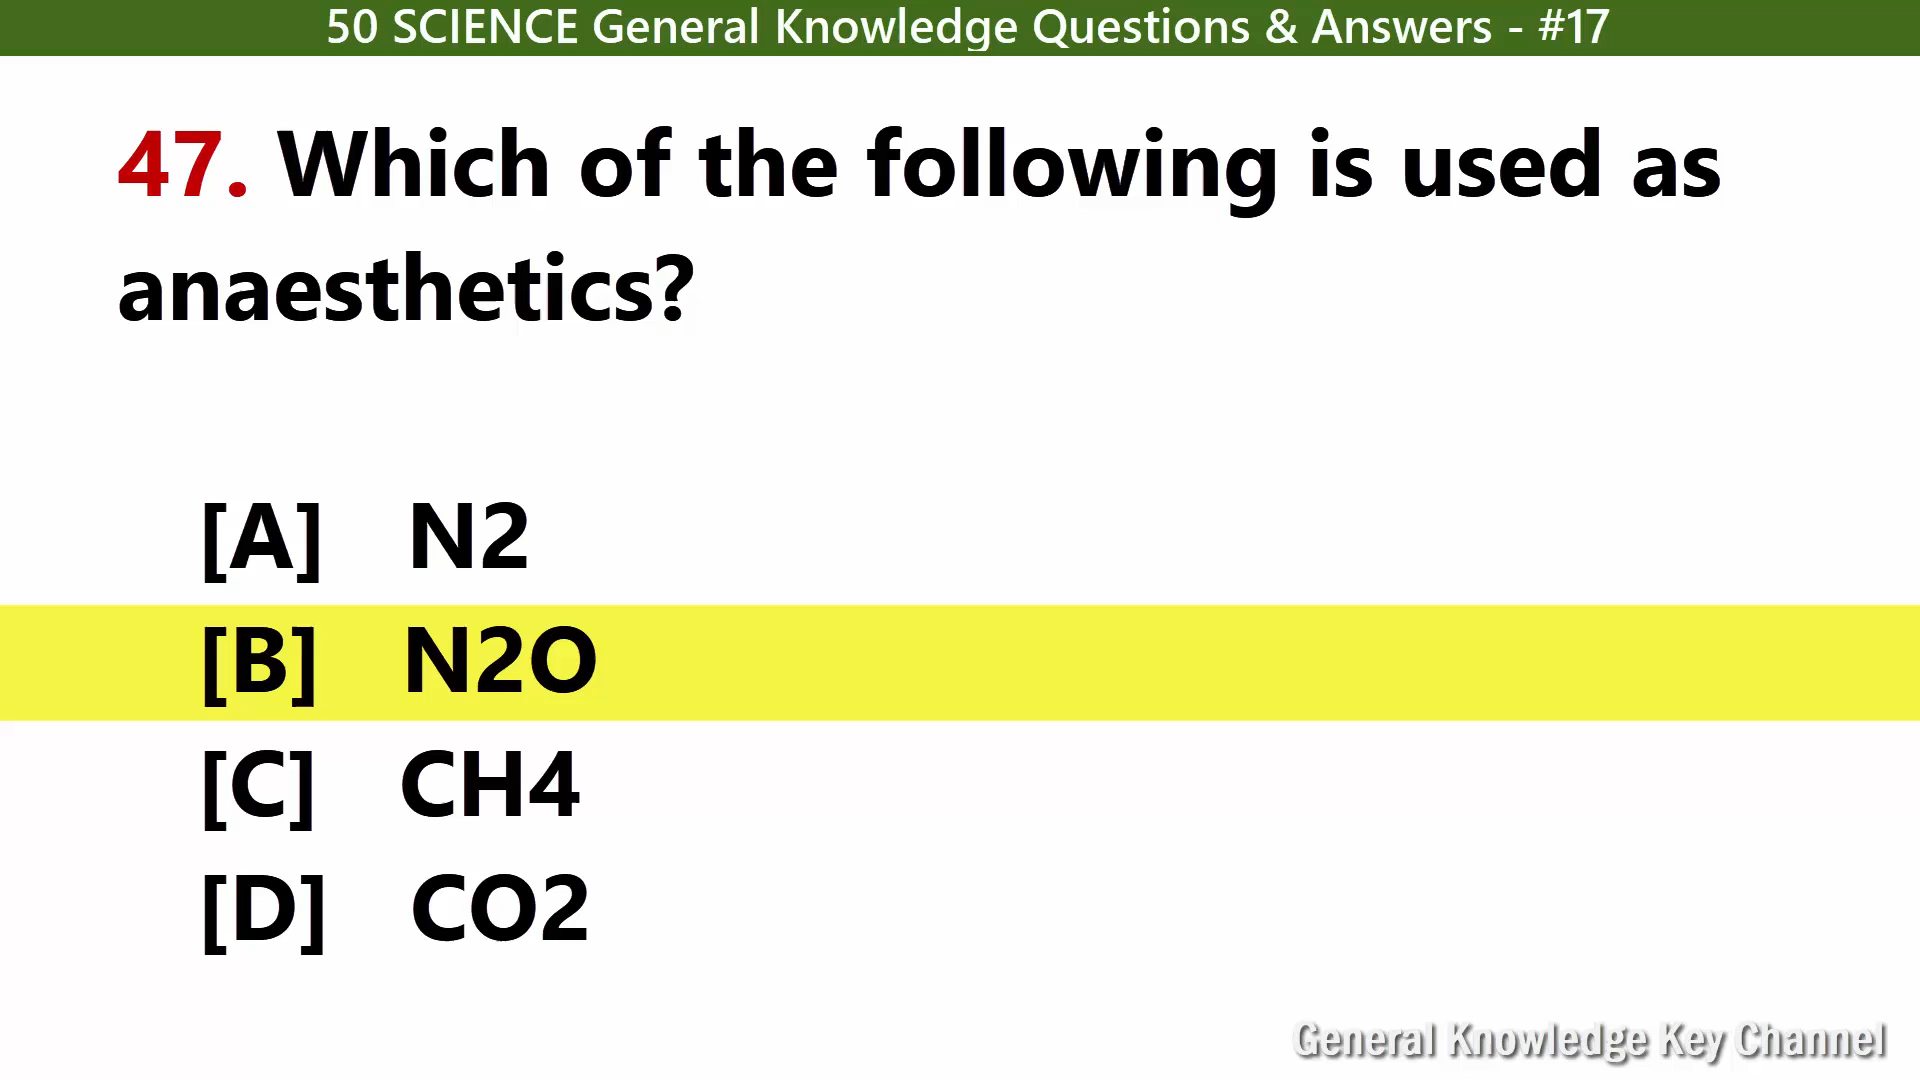 50 SCIENCE General Knowledge Questions & Answers - #17
47. Which of the following is used as
anaesthetics?
[A] N2
[B] N2O
[C] CH4
[D] CO2
General Knowledge Key Channel